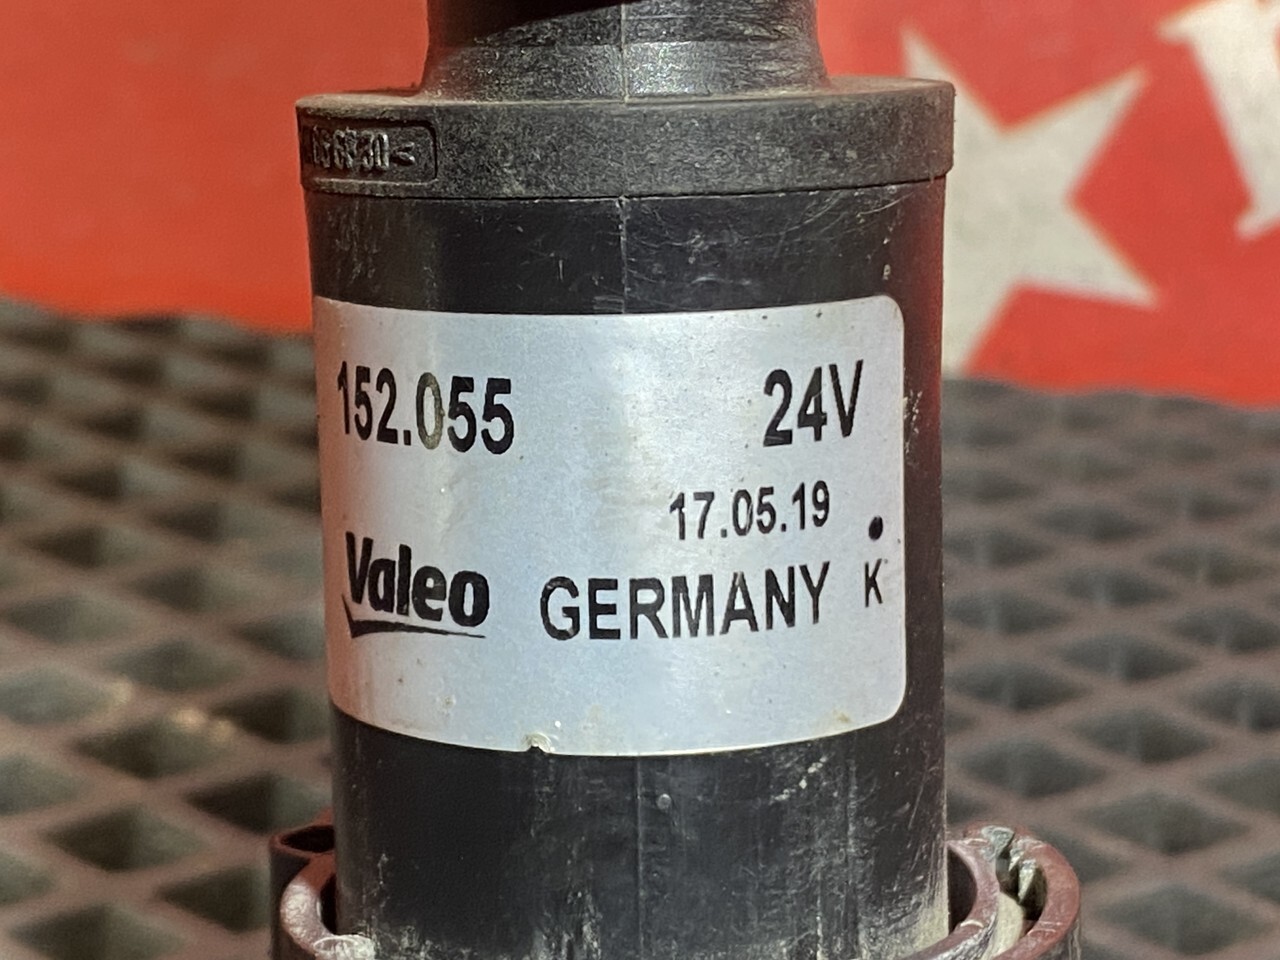 152.055 24V
17.05.19
Valeo GERMANY K